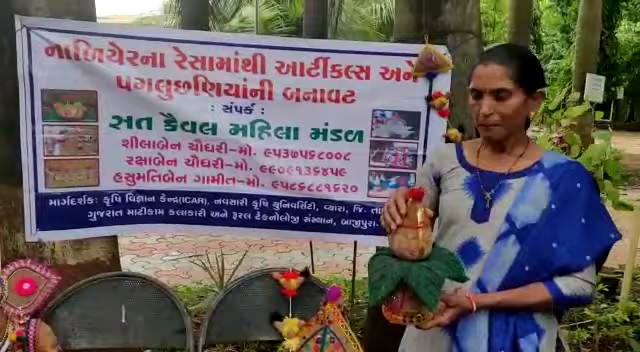 નાળિયેરના રેસામાંથી આર્ટીકલ્સ અને
પગલુછણિયાંની બનાવટ
: સંપર્ક :
સત કૈવલ મહિલા મંડળ
શીલાબેન ચૌધરી-મો. ૯૫૩૭૫૬૮૦૦૮
રક્ષાબેન ચૌધરી-મો. ૯૯૦૯૧૩૬૪૫૯
હસુમતિબેન ગામીત-મો. ૯૫૮૬૮૮૧૬૨૦
માર્ગદર્શક: કૃષિ વિજ્ઞાન કેન્દ્ર(ICAR), નવસારી કૃષિ યુનિવર્સિટી, વ્યારા, જિ. તા
ગુજરાત માટીકામ કલાકારી અને રૂરલ ટેકનોલોજી સંસ્થાન, બાજીપુરા.